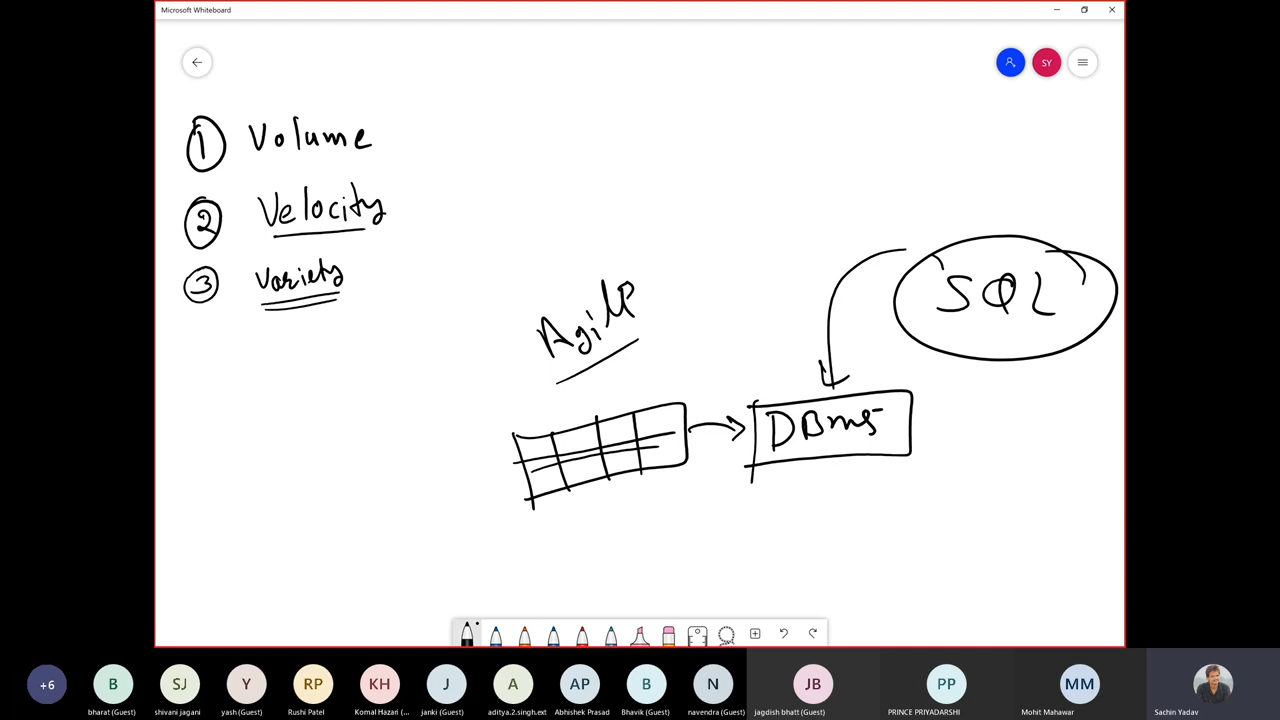 Microsoft Whiteboard
SY
1 Volume
2 Velocity
3 Variety
Agile
SQL
DBms
+6
B
SJ
Y
RP
KH
J
A
AP
B
N
JB
PP
MM
bharat (Guest)
shivani jagani
yash (Guest)
Rushi Patel
Komal Hazari (...
janki (Guest)
aditya.2.singh.ext
Abhishek Prasad
Bhavik (Guest)
navendra (Guest)
jagdish bhatt (Guest)
PRINCE PRIYADARSHI
Mohit Mahawar
Sachin Yadav